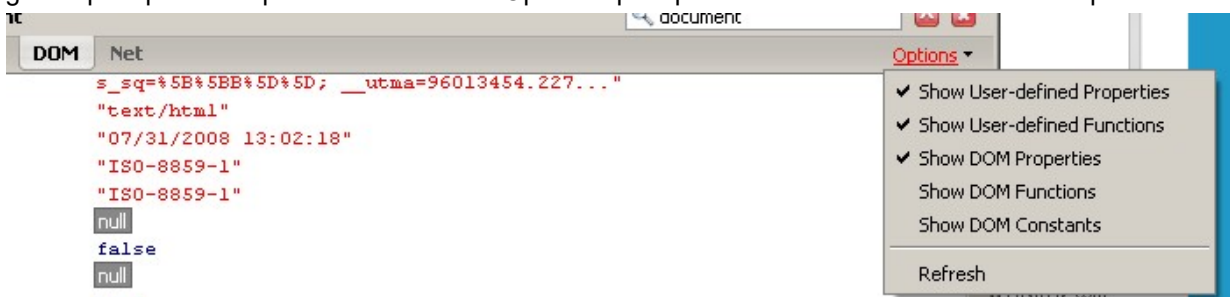 nt
document
DOM Net Options
s_sq=%5B%5BB%5D%5D; __utma=96013454.227..."
"text/html"
"07/31/2008 13:02:18"
"ISO-8859-1"
"ISO-8859-1"
null
false
null
Show User-defined Properties
Show User-defined Functions
Show DOM Properties
Show DOM Functions
Show DOM Constants
Refresh